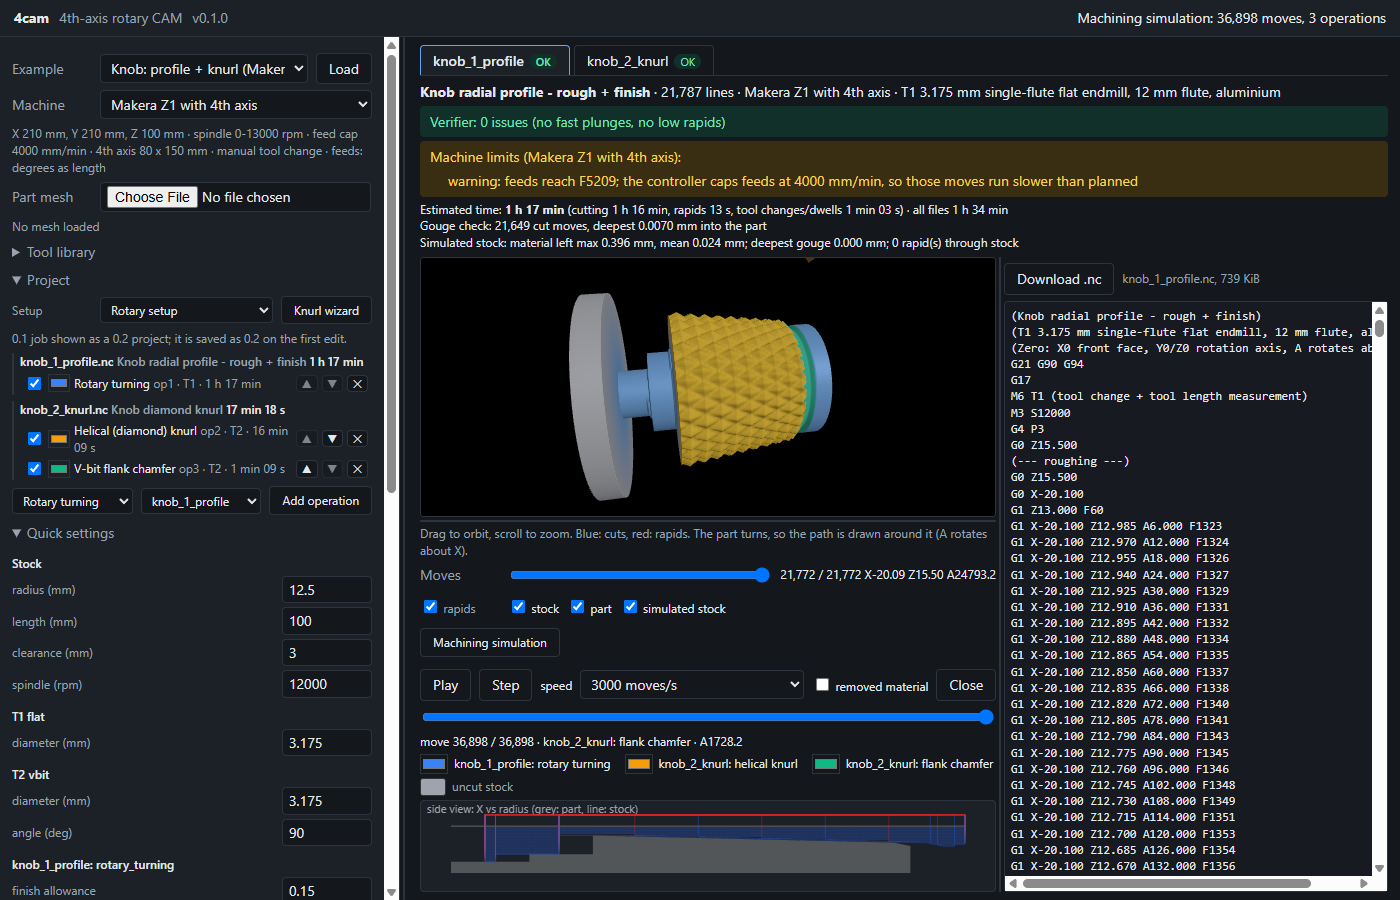 4cam 4th-axis rotary CAM v0.1.0
Machining simulation: 36,898 moves, 3 operations
Example
Knob: profile + knurl (Maker
Load
Machine
Makera Z1 with 4th axis
X 210 mm, Y 210 mm, Z 100 mm · spindle 0-13000 rpm · feed cap
4000 mm/min · 4th axis 80 x 150 mm · manual tool change · feeds:
degrees as length
Part mesh
Choose File No file chosen
No mesh loaded
▶ Tool library
▼ Project
Setup
Rotary setup
Knurl wizard
0.1 job shown as a 0.2 project; it is saved as 0.2 on the first edit.
knob_1_profile.nc Knob radial profile - rough + finish 1 h 17 min
Rotary turning op1 · T1 · 1 h 17 min
knob_2_knurl.nc Knob diamond knurl 17 min 18 s
Helical (diamond) knurl op2 · T2 · 16 min
09 s
V-bit flank chamfer op3 · T2 · 1 min 09 s
Rotary turning
knob_1_profile
Add operation
▼ Quick settings
Stock
radius (mm)
12.5
length (mm)
100
clearance (mm)
3
spindle (rpm)
12000
T1 flat
diameter (mm)
3.175
T2 vbit
diameter (mm)
3.175
angle (deg)
90
knob_1_profile: rotary_turning
finish allowance
0.15
knob_1_profile OK
knob_2_knurl OK
Knob radial profile - rough + finish · 21,787 lines · Makera Z1 with 4th axis · T1 3.175 mm single-flute flat endmill, 12 mm flute, aluminium
Verifier: 0 issues (no fast plunges, no low rapids)
Machine limits (Makera Z1 with 4th axis):
warning: feeds reach F5209; the controller caps feeds at 4000 mm/min, so those moves run slower than planned
Estimated time: 1 h 17 min (cutting 1 h 16 min, rapids 13 s, tool changes/dwells 1 min 03 s) · all files 1 h 34 min
Gouge check: 21,649 cut moves, deepest 0.0070 mm into the part
Simulated stock: material left max 0.396 mm, mean 0.024 mm; deepest gouge 0.000 mm; 0 rapid(s) through stock
Drag to orbit, scroll to zoom. Blue: cuts, red: rapids. The part turns, so the path is drawn around it (A rotates
about X).
Moves
21,772 / 21,772 X-20.09 Z15.50 A24793.2
rapids
stock
part
simulated stock
Machining simulation
Play
Step
speed
3000 moves/s
removed material
Close
move 36,898 / 36,898 · knob_2_knurl: flank chamfer · A1728.2
knob_1_profile: rotary turning
knob_2_knurl: helical knurl
knob_2_knurl: flank chamfer
uncut stock
side view: X vs radius (grey: part, line: stock)
Download .nc
knob_1_profile.nc, 739 KiB
(Knob radial profile - rough + finish)
(T1 3.175 mm single-flute flat endmill, 12 mm flute, al
(Zero: X0 front face, Y0/Z0 rotation axis, A rotates ab
G21 G90 G94
G17
M6 T1 (tool change + tool length measurement)
M3 S12000
G4 P3
G0 Z15.500
(--- roughing ---)
G0 Z15.500
G0 X-20.100
G1 Z13.000 F60
G1 X-20.100 Z12.985 A6.000 F1323
G1 X-20.100 Z12.970 A12.000 F1324
G1 X-20.100 Z12.955 A18.000 F1326
G1 X-20.100 Z12.940 A24.000 F1327
G1 X-20.100 Z12.925 A30.000 F1329
G1 X-20.100 Z12.910 A36.000 F1331
G1 X-20.100 Z12.895 A42.000 F1332
G1 X-20.100 Z12.880 A48.000 F1334
G1 X-20.100 Z12.865 A54.000 F1335
G1 X-20.100 Z12.850 A60.000 F1337
G1 X-20.100 Z12.835 A66.000 F1338
G1 X-20.100 Z12.820 A72.000 F1340
G1 X-20.100 Z12.805 A78.000 F1341
G1 X-20.100 Z12.790 A84.000 F1343
G1 X-20.100 Z12.775 A90.000 F1345
G1 X-20.100 Z12.760 A96.000 F1346
G1 X-20.100 Z12.745 A102.000 F1348
G1 X-20.100 Z12.730 A108.000 F1349
G1 X-20.100 Z12.715 A114.000 F1351
G1 X-20.100 Z12.700 A120.000 F1353
G1 X-20.100 Z12.685 A126.000 F1354
G1 X-20.100 Z12.670 A132.000 F1356